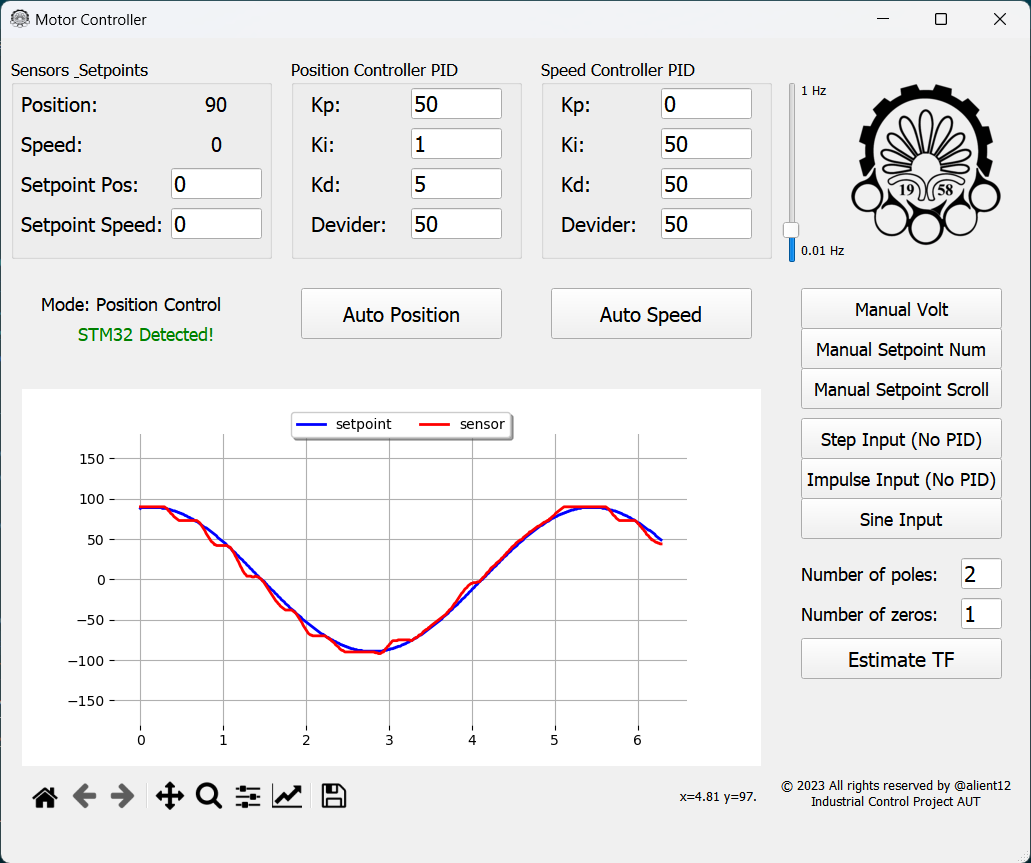 Motor Controller
Sensors _Setpoints
Position: 90
Speed: 0
Setpoint Pos: 0
Setpoint Speed: 0
Position Controller PID
Kp: 50
Ki: 1
Kd: 5
Devider: 50
Speed Controller PID
Kp: 0
Ki: 50
Kd: 50
Devider: 50
1 Hz
0.01 Hz
19 58
Mode: Position Control
STM32 Detected!
Auto Position
Auto Speed
Manual Volt
Manual Setpoint Num
Manual Setpoint Scroll
Step Input (No PID)
Impulse Input (No PID)
Sine Input
Number of poles: 2
Number of zeros: 1
Estimate TF
setpoint sensor
150
100
50
0
−50
−100
−150
0 1 2 3 4 5 6
x=4.81 y=97.
© 2023 All rights reserved by @alient12
Industrial Control Project AUT